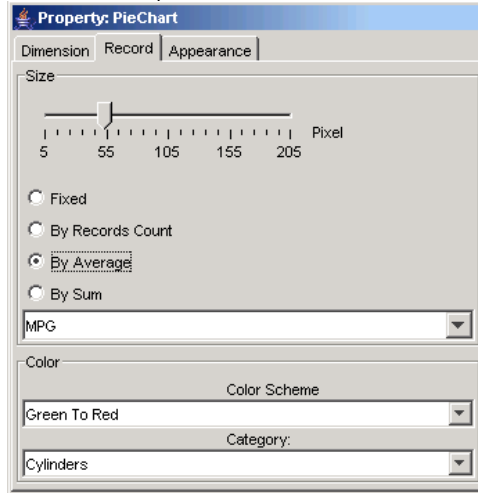 Property: PieChart
Dimension Record Appearance
Size
Pixel
5 55 105 155 205
Fixed
By Records Count
By Average
By Sum
MPG
Color
Color Scheme
Green To Red
Category:
Cylinders